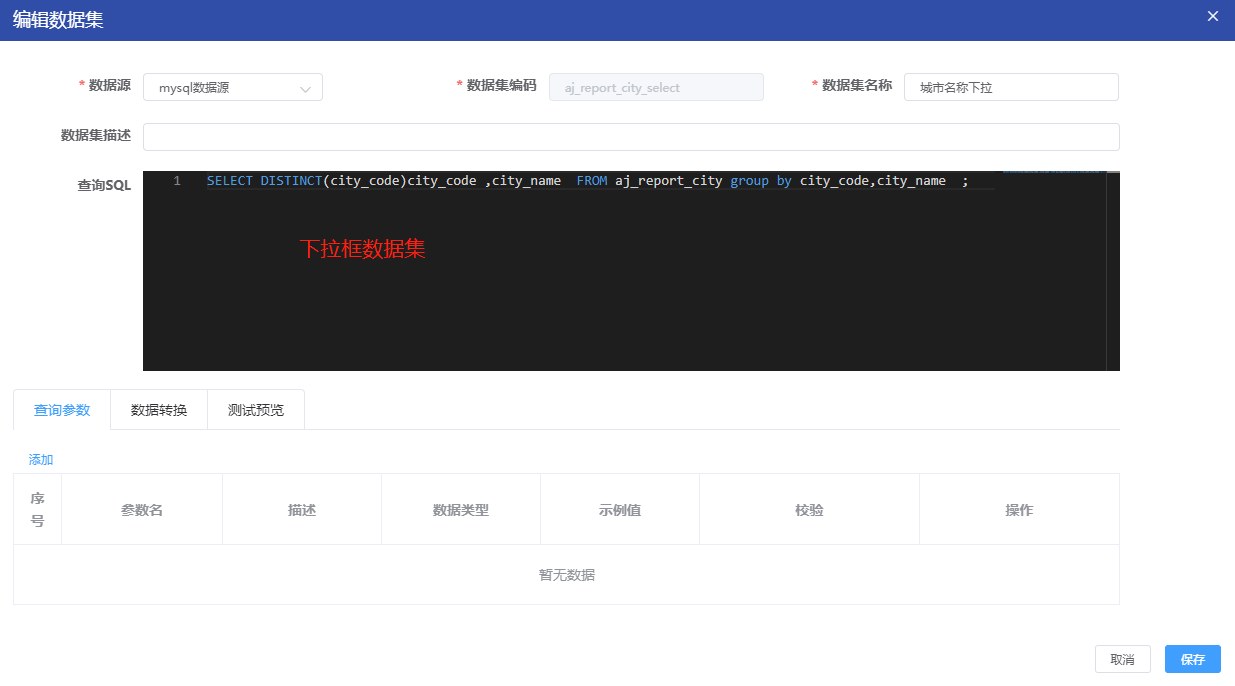 编辑数据集
* 数据源 mysql数据源 * 数据集编码 aj_report_city_select * 数据集名称 城市名称下拉
数据集描述
查询SQL 1 SELECT DISTINCT(city_code)city_code ,city_name  FROM aj_report_city group by city_code,city_name  ;
下拉框数据集
查询参数 数据转换 测试预览
添加
序号 参数名 描述 数据类型 示例值 校验 操作
暂无数据
取消 保存